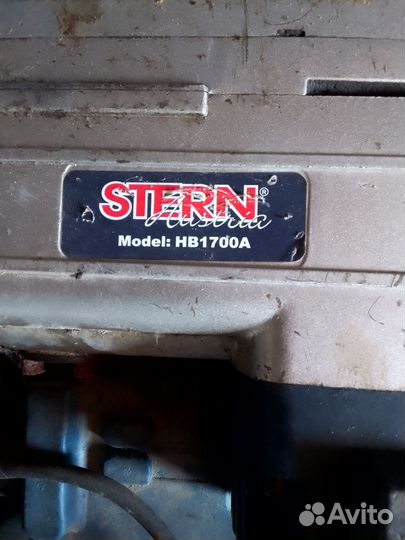 STERN®
Austria
Model: HB1700A
Avito